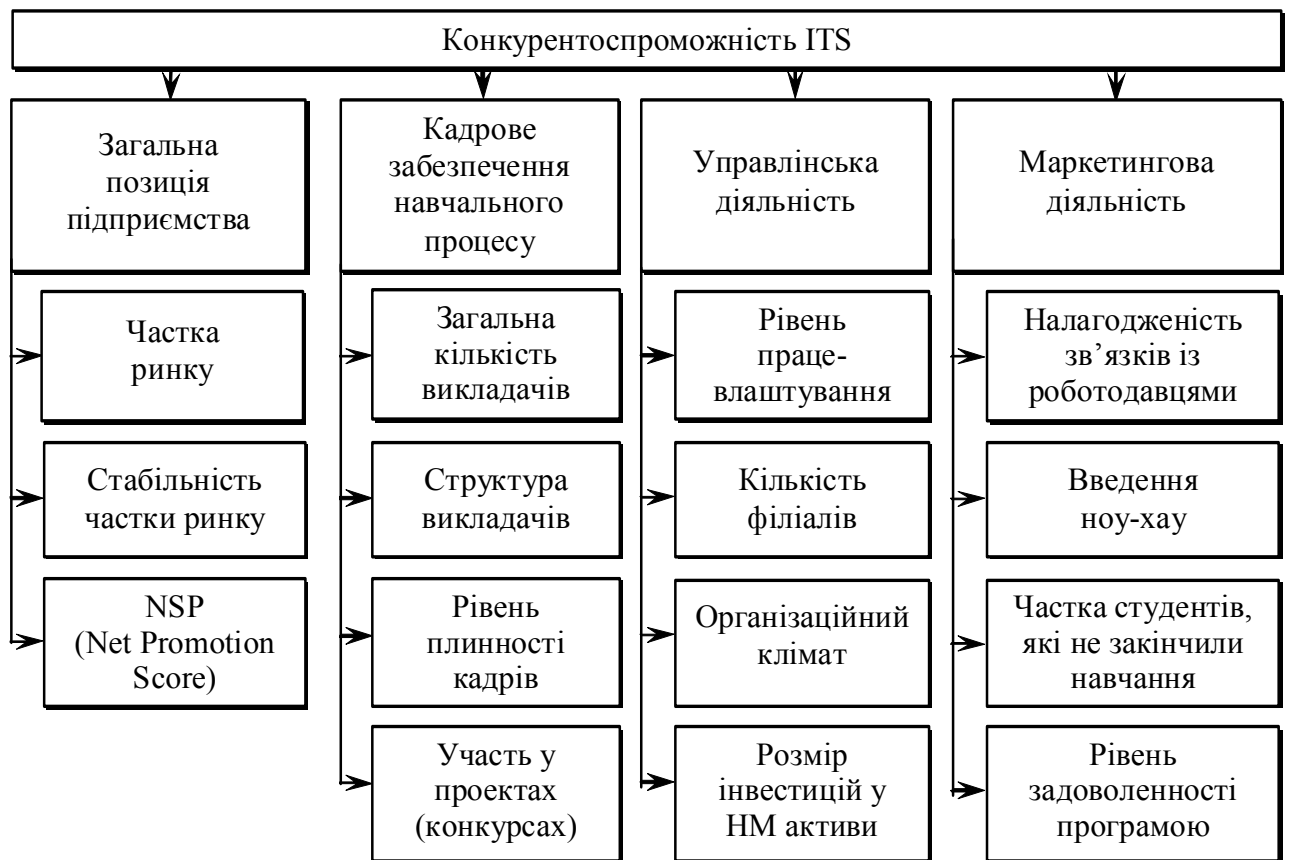 Конкурентоспроможність ITS
Загальна
позиція
підприємства
Частка
ринку
Стабільність
частки ринку
NSP
(Net Promotion
Score)
Кадрове
забезпечення
навчального
процесу
Загальна
кількість
викладачів
Структура
викладачів
Рівень
плинності
кадрів
Участь у
проектах
(конкурсах)
Управлінська
діяльність
Рівень
праце-
влаштування
Кількість
філіалів
Організаційний
клімат
Розмір
інвестицій у
НМ активи
Маркетингова
діяльність
Налагодженість
зв’язків із
роботодавцями
Введення
ноу-хау
Частка студентів,
які не закінчили
навчання
Рівень
задоволенності
програмою